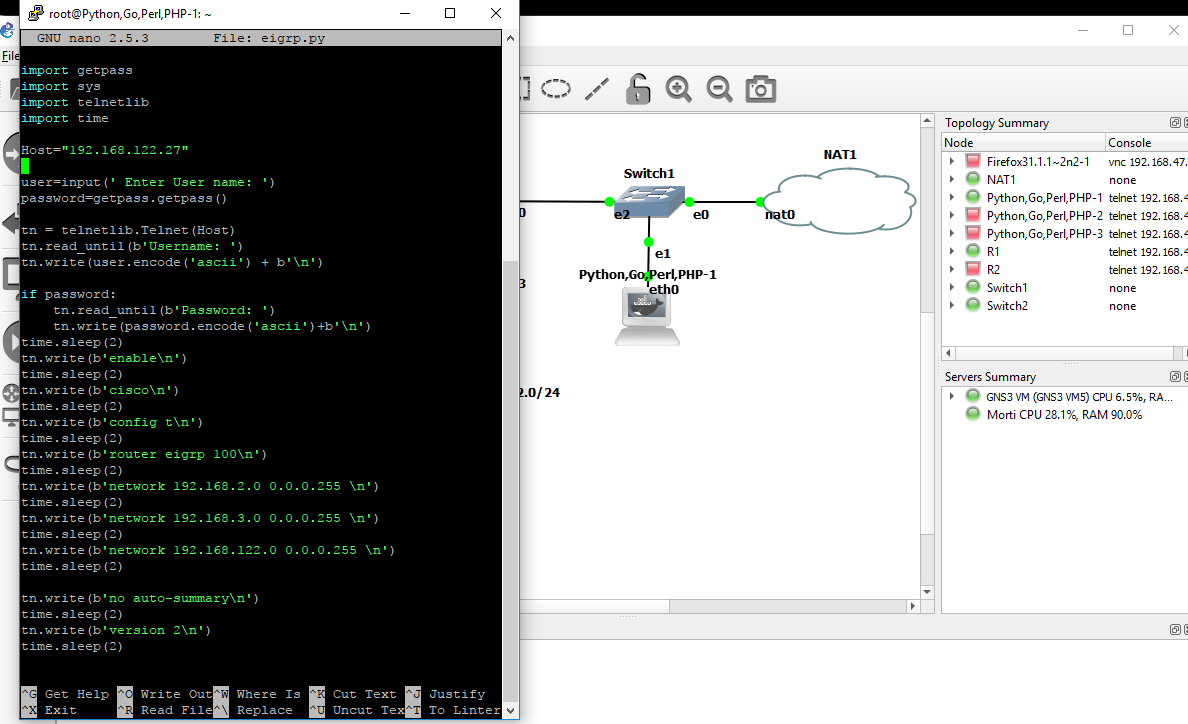 root@Python,Go,Perl,PHP-1: ~
GNU nano 2.5.3 File: eigrp.py
import getpass
import sys
import telnetlib
import time
Host="192.168.122.27"
user=input(' Enter User name: ')
password=getpass.getpass()
tn = telnetlib.Telnet(Host)
tn.read_until(b'Username: ')
tn.write(user.encode('ascii') + b'\n')
if password:
    tn.read_until(b'Password: ')
    tn.write(password.encode('ascii')+b'\n')
time.sleep(2)
tn.write(b'enable\n')
time.sleep(2)
tn.write(b'cisco\n')
time.sleep(2)
tn.write(b'config t\n')
time.sleep(2)
tn.write(b'router eigrp 100\n')
time.sleep(2)
tn.write(b'network 192.168.2.0 0.0.0.255 \n')
time.sleep(2)
tn.write(b'network 192.168.3.0 0.0.0.255 \n')
time.sleep(2)
tn.write(b'network 192.168.122.0 0.0.0.255 \n')
time.sleep(2)
tn.write(b'no auto-summary\n')
time.sleep(2)
tn.write(b'version 2\n')
time.sleep(2)
^G Get Help ^O Write Out ^W Where Is ^K Cut Text ^J Justify
^X Exit ^R Read File ^\ Replace ^U Uncut Tex ^T To Linter
File
Switch1
NAT1
0
e2
e0
nat0
e1
3
Python,Go,Perl,PHP-1
eth0
2.0/24
Topology Summary
Node Console
Firefox31.1.1~2n2-1 vnc 192.168.47.
NAT1 none
Python,Go,Perl,PHP-1 telnet 192.168.4
Python,Go,Perl,PHP-2 telnet 192.168.4
Python,Go,Perl,PHP-3 telnet 192.168.4
R1 telnet 192.168.4
R2 telnet 192.168.4
Switch1 none
Switch2 none
Servers Summary
GNS3 VM (GNS3 VM5) CPU 6.5%, RA...
Morti CPU 28.1%, RAM 90.0%